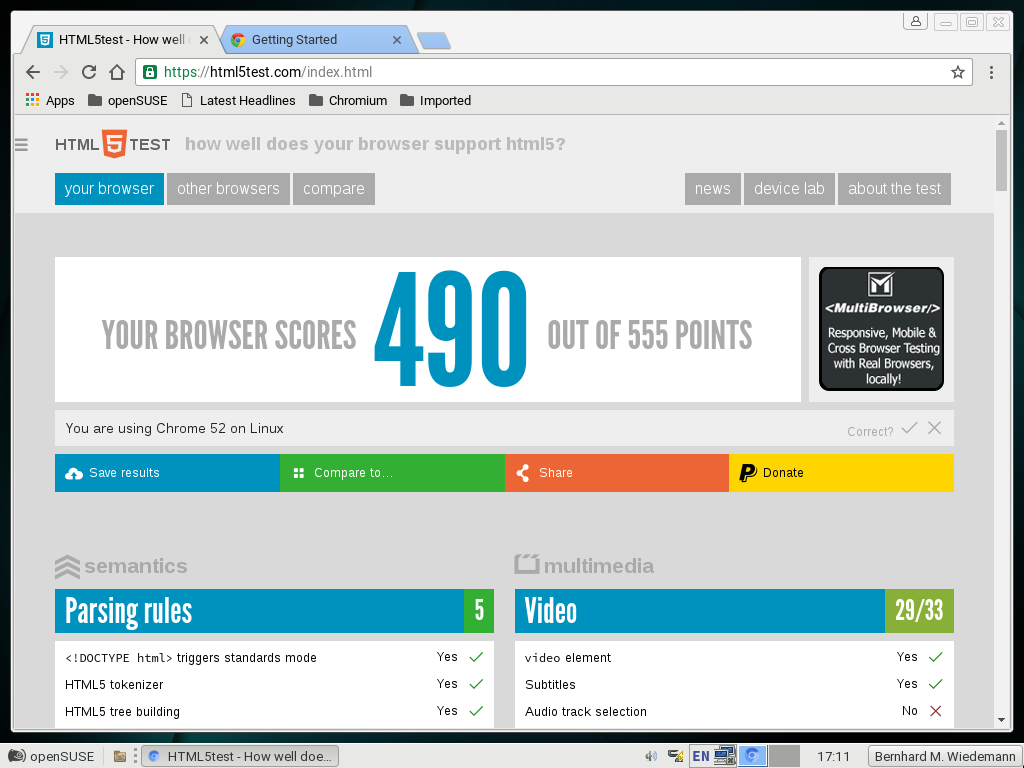 HTML5test - How well
Getting Started
https://html5test.com/index.html
Apps openSUSE Latest Headlines Chromium Imported
HTML 5 TEST how well does your browser support html5?
your browser other browsers compare news device lab about the test
YOUR BROWSER SCORES 490 OUT OF 555 POINTS
<MultiBrowser/>
Responsive, Mobile &
Cross Browser Testing
with Real Browsers,
locally!
You are using Chrome 52 on Linux Correct?
Save results Compare to... Share Donate
semantics multimedia
Parsing rules 5 Video 29/33
<!DOCTYPE html> triggers standards mode Yes video element Yes
HTML5 tokenizer Yes Subtitles Yes
HTML5 tree building Yes Audio track selection No
openSUSE HTML5test - How well doe... EN 17:11 Bernhard M. Wiedemann